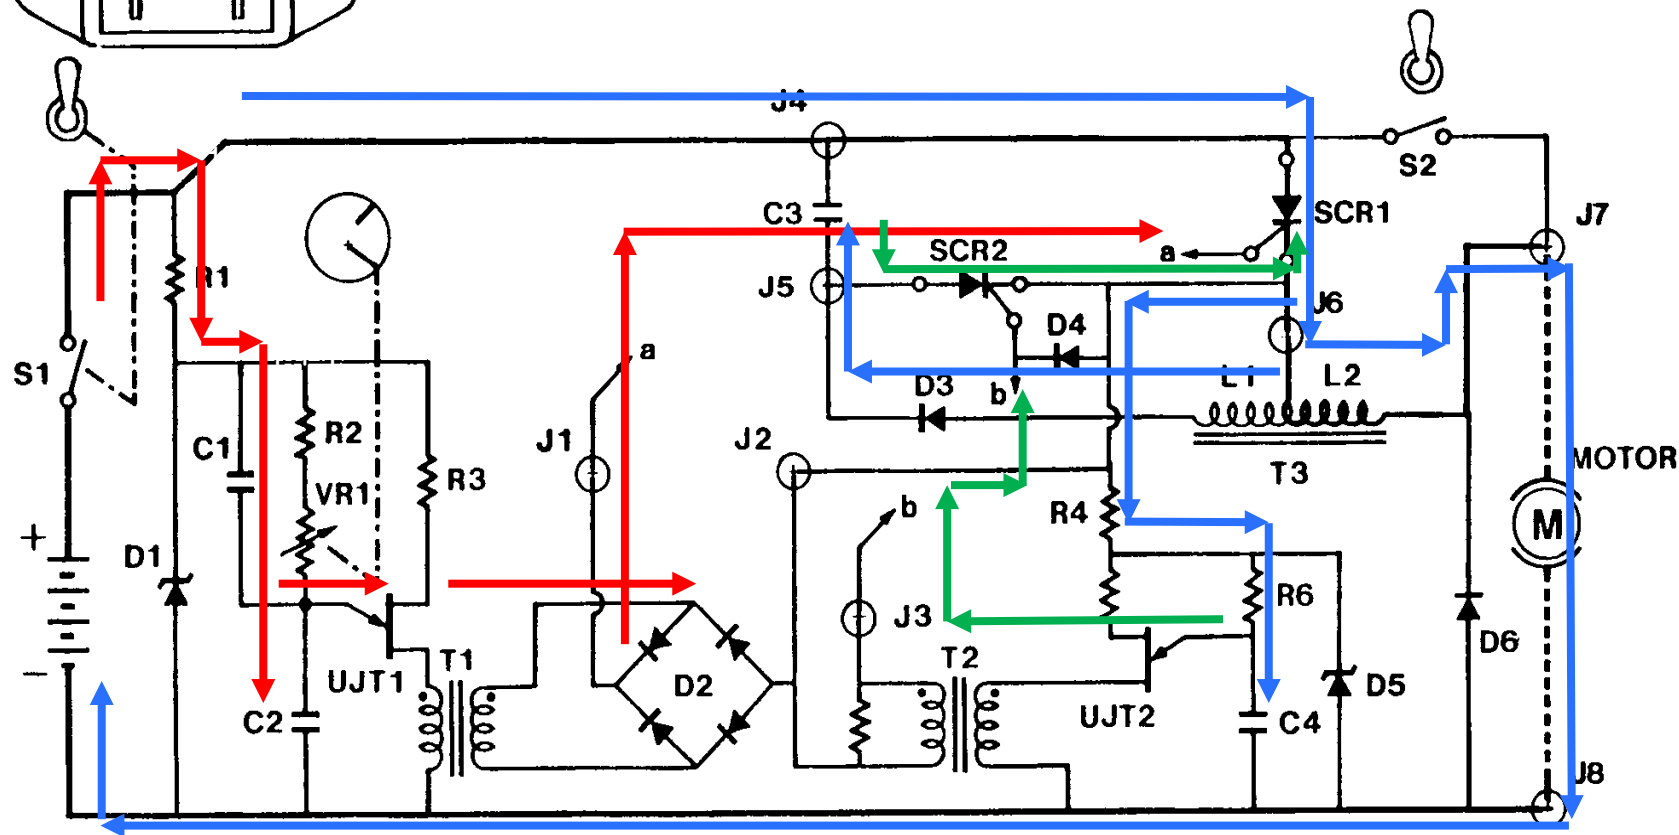 J4
S2
C3
SCR1
J7
SCR2
a
R1
J5
J6
D4
S1
a
D3
b
L1
L2
C1
R2
J1
J2
T3
MOTOR
VR1
R3
b
R4
M
+
D1
J3
R6
D6
T1
T2
UJT1
D2
D5
−
C2
UJT2
C4
J8